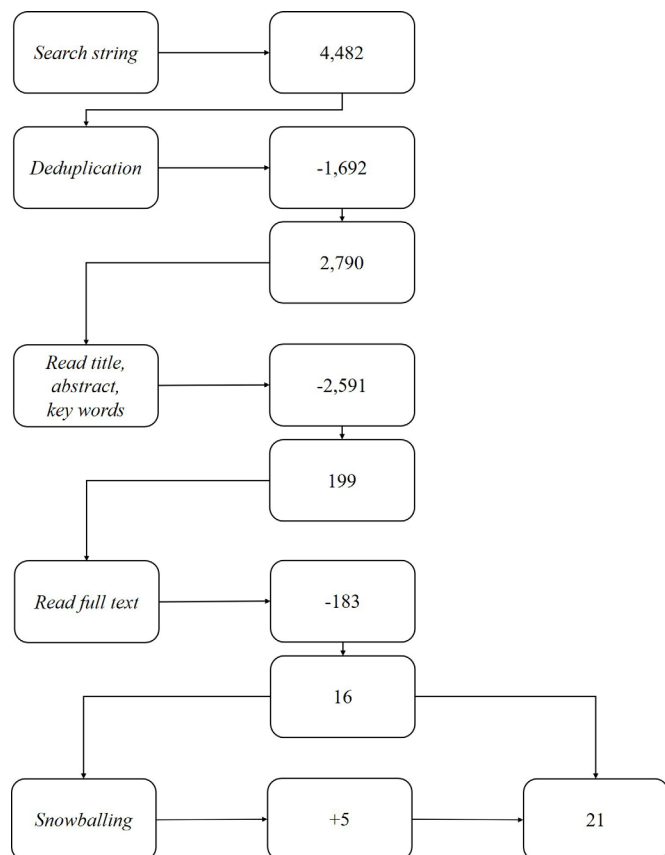 Search string
4,482
Deduplication
-1,692
2,790
Read title,
abstract,
key words
-2,591
199
Read full text
-183
16
Snowballing
+5
21